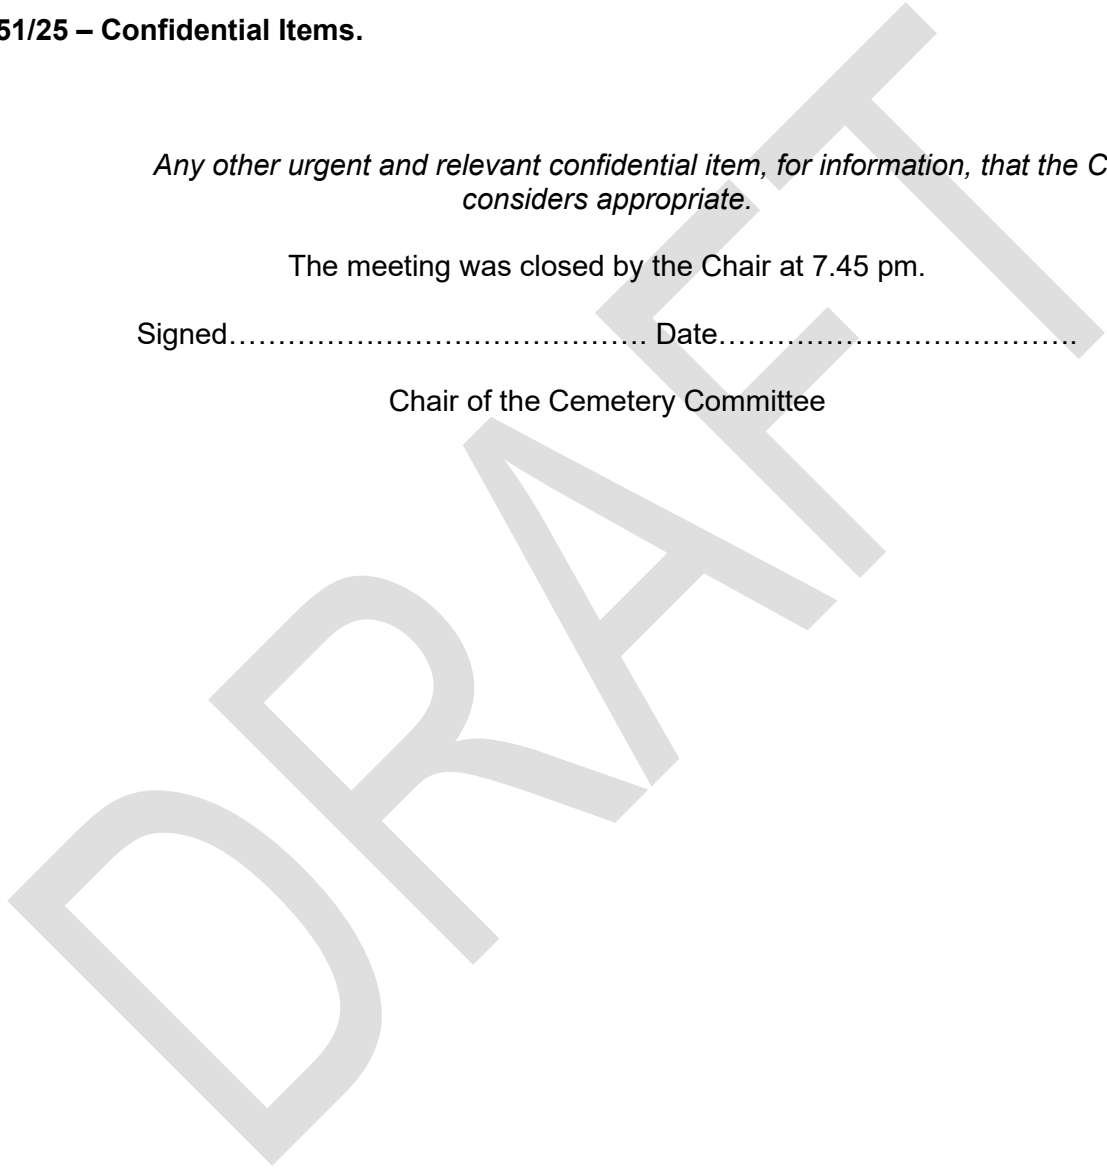 51/25 – Confidential Items.
Any other urgent and relevant confidential item, for information, that the C
considers appropriate.
The meeting was closed by the Chair at 7.45 pm.
Signed……………………………………. Date……………………………….
Chair of the Cemetery Committee
DRAFT